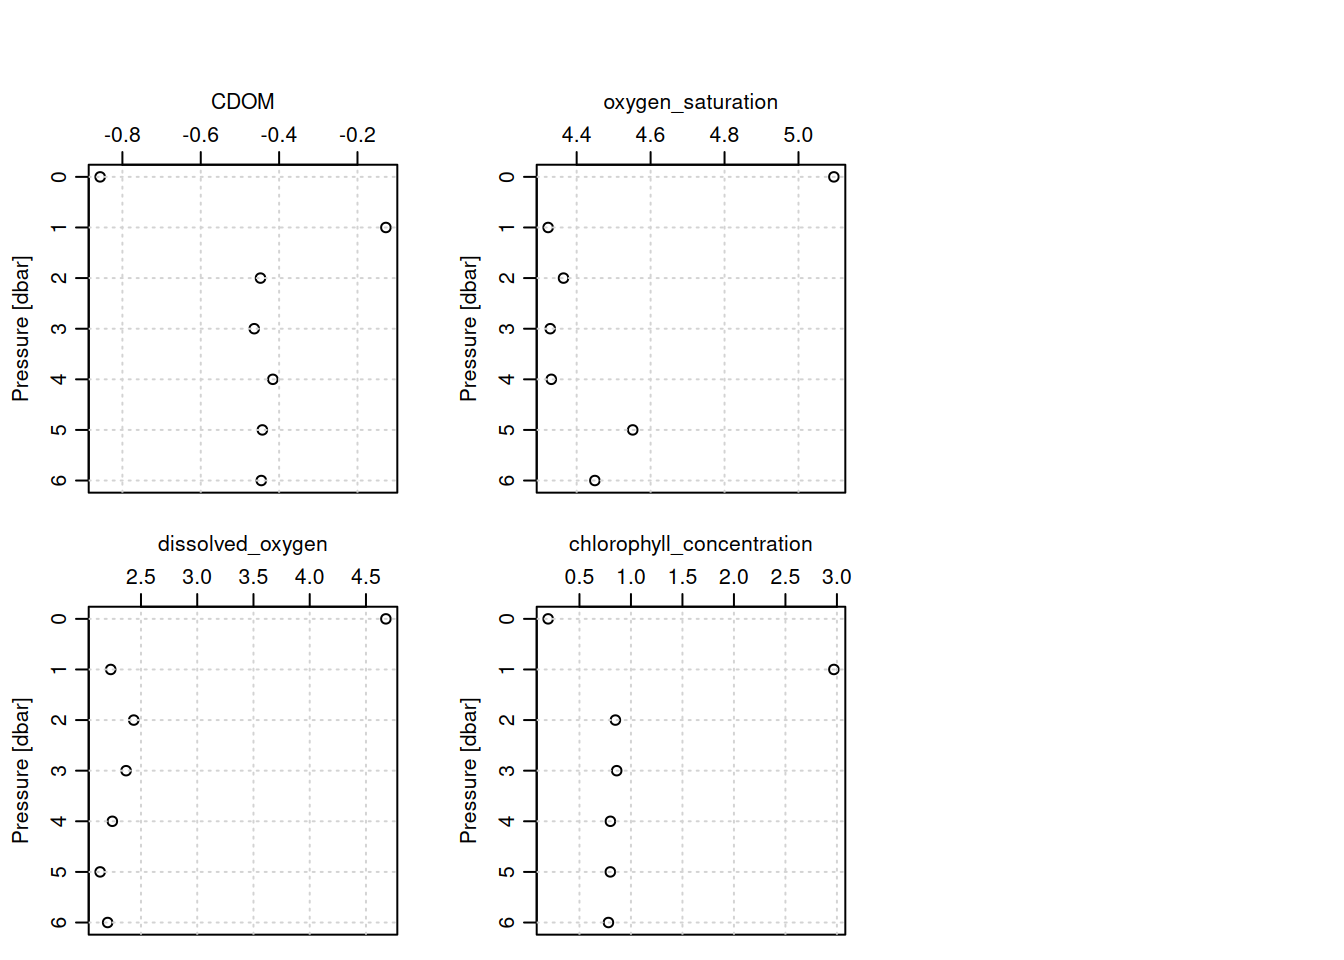 CDOM
-0.8 -0.6 -0.4 -0.2
0
1
2
3
4
5
6
Pressure [dbar]
oxygen_saturation
4.4 4.6 4.8 5.0
0
1
2
3
4
5
6
Pressure [dbar]
dissolved_oxygen
2.5 3.0 3.5 4.0 4.5
0
1
2
3
4
5
6
Pressure [dbar]
chlorophyll_concentration
0.5 1.0 1.5 2.0 2.5 3.0
0
1
2
3
4
5
6
Pressure [dbar]